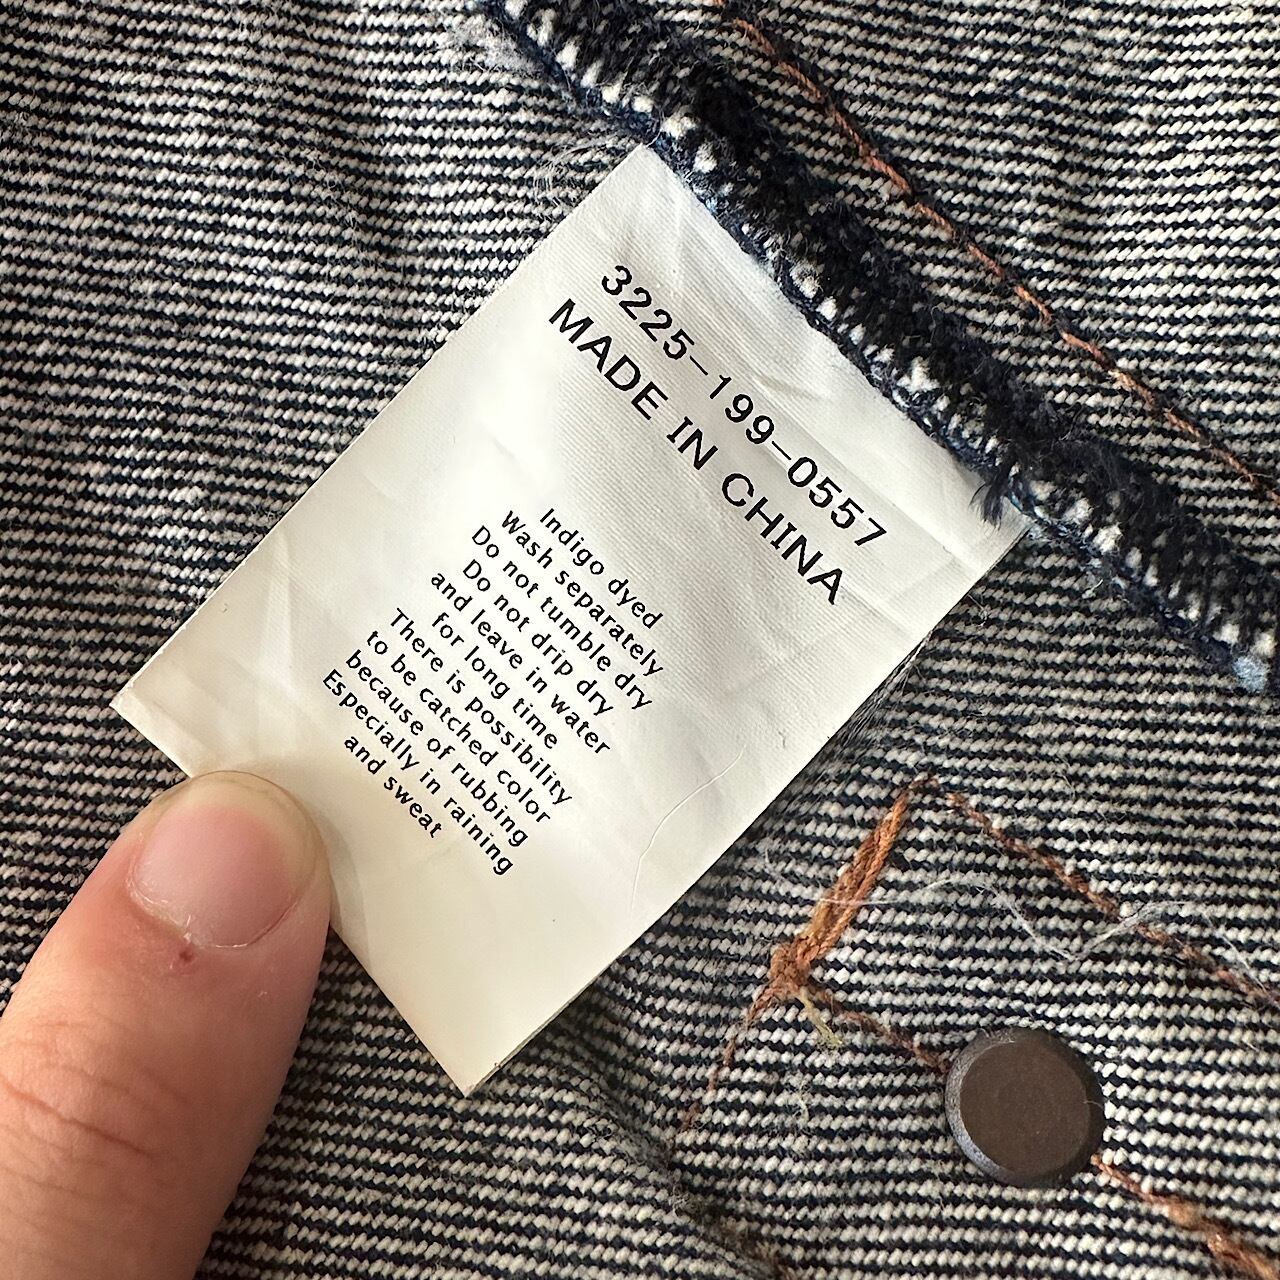 3225-199-0557
MADE IN CHINA
Indigo dyed
Wash separately
Do not tumble dry
Do not drip dry
and leave in water
for long time
There is possibility
to be catched color
because of rubbing
Especially in raining
and sweat